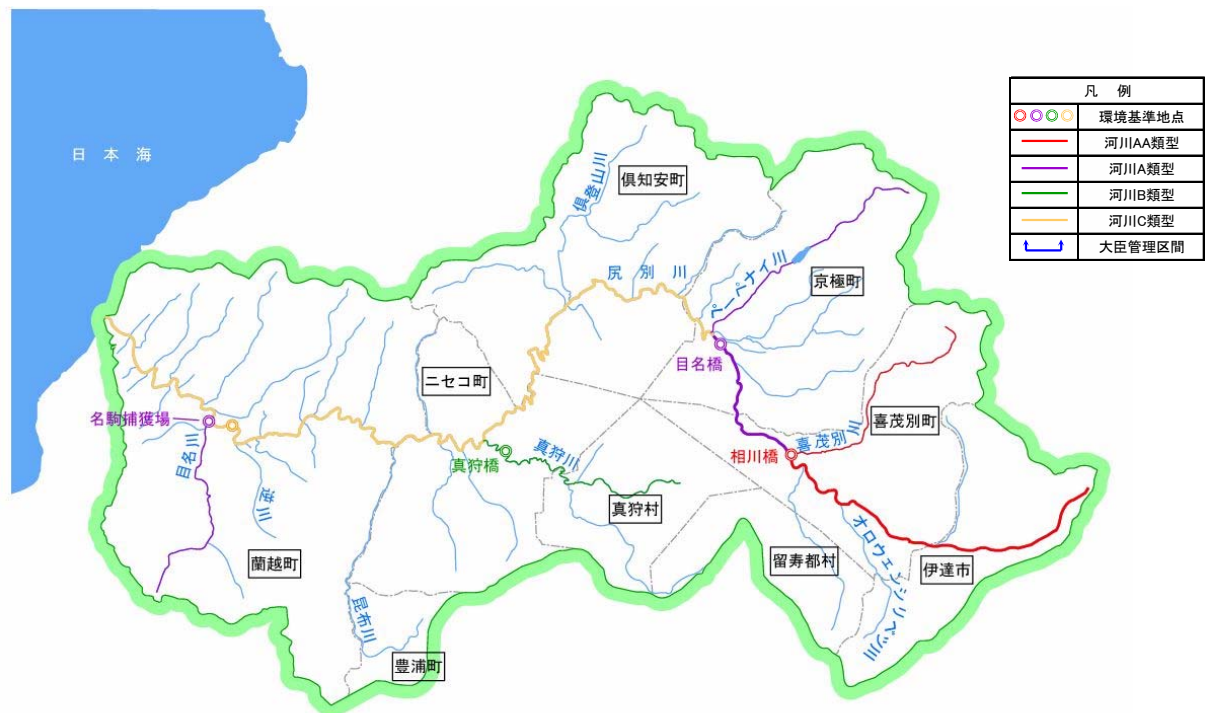 日本海
凡例
環境基準地点
河川AA類型
河川A類型
河川B類型
河川C類型
大臣管理区間
倶知安町
倶登山川
尻別川
ペーペナイ川
京極町
目名橋
ニセコ町
喜茂別町
喜茂別川
名駒捕獲場
目名川
相川橋
真狩橋
真狩川
逆川
真狩村
蘭越町
留寿都村
オロウェンシリベツ川
伊達市
昆布川
豊浦町